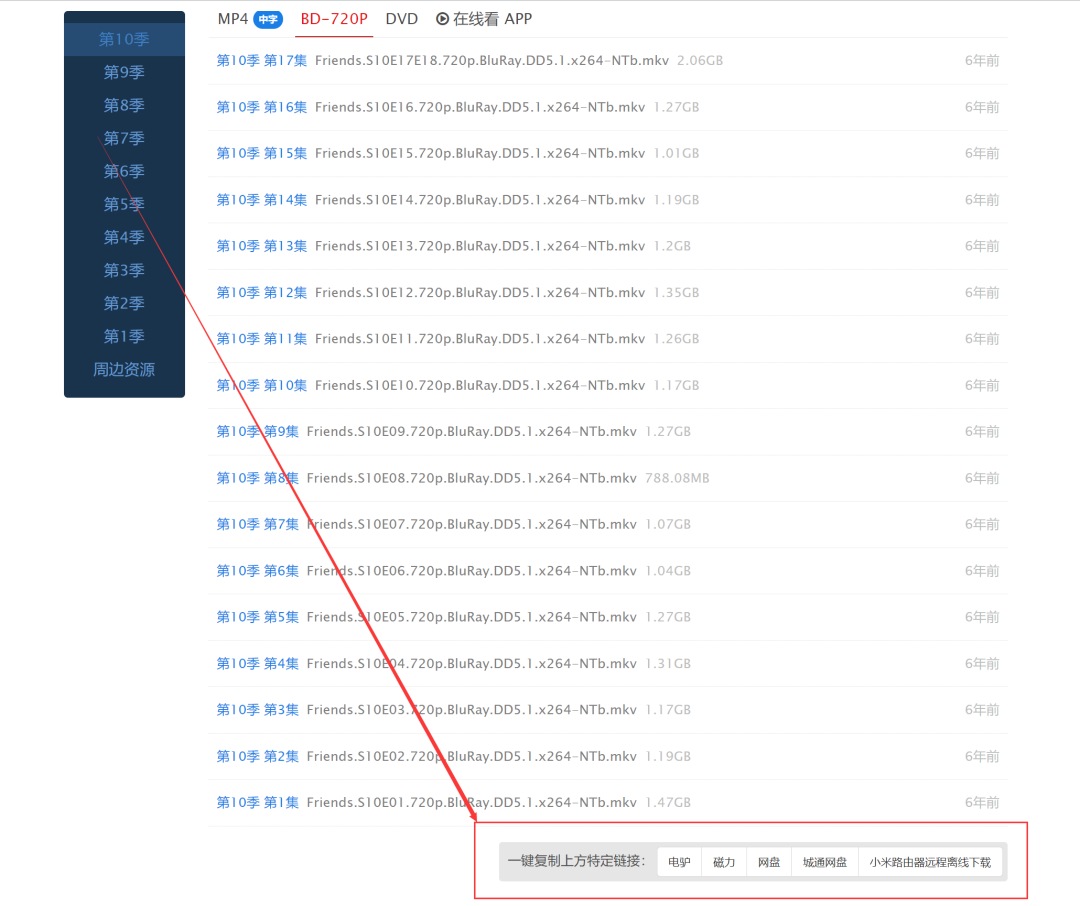 第10季
第9季
第8季
第7季
第6季
第5季
第4季
第3季
第2季
第1季
周边资源
MP4 中字 BD-720P DVD 在线看 APP
第10季 第17集 Friends.S10E17E18.720p.BluRay.DD5.1.x264-NTb.mkv 2.06GB 6年前
第10季 第16集 Friends.S10E16.720p.BluRay.DD5.1.x264-NTb.mkv 1.27GB 6年前
第10季 第15集 Friends.S10E15.720p.BluRay.DD5.1.x264-NTb.mkv 1.01GB 6年前
第10季 第14集 Friends.S10E14.720p.BluRay.DD5.1.x264-NTb.mkv 1.19GB 6年前
第10季 第13集 Friends.S10E13.720p.BluRay.DD5.1.x264-NTb.mkv 1.2GB 6年前
第10季 第12集 Friends.S10E12.720p.BluRay.DD5.1.x264-NTb.mkv 1.35GB 6年前
第10季 第11集 Friends.S10E11.720p.BluRay.DD5.1.x264-NTb.mkv 1.26GB 6年前
第10季 第10集 Friends.S10E10.720p.BluRay.DD5.1.x264-NTb.mkv 1.17GB 6年前
第10季 第9集 Friends.S10E09.720p.BluRay.DD5.1.x264-NTb.mkv 1.27GB 6年前
第10季 第8集 Friends.S10E08.720p.BluRay.DD5.1.x264-NTb.mkv 788.08MB 6年前
第10季 第7集 Friends.S10E07.720p.BluRay.DD5.1.x264-NTb.mkv 1.07GB 6年前
第10季 第6集 Friends.S10E06.720p.BluRay.DD5.1.x264-NTb.mkv 1.04GB 6年前
第10季 第5集 Friends.S10E05.720p.BluRay.DD5.1.x264-NTb.mkv 1.27GB 6年前
第10季 第4集 Friends.S10E04.720p.BluRay.DD5.1.x264-NTb.mkv 1.31GB 6年前
第10季 第3集 Friends.S10E03.720p.BluRay.DD5.1.x264-NTb.mkv 1.17GB 6年前
第10季 第2集 Friends.S10E02.720p.BluRay.DD5.1.x264-NTb.mkv 1.19GB 6年前
第10季 第1集 Friends.S10E01.720p.BluRay.DD5.1.x264-NTb.mkv 1.47GB 6年前
一键复制上方特定链接： 电驴 磁力 网盘 城通网盘 小米路由器远程离线下载